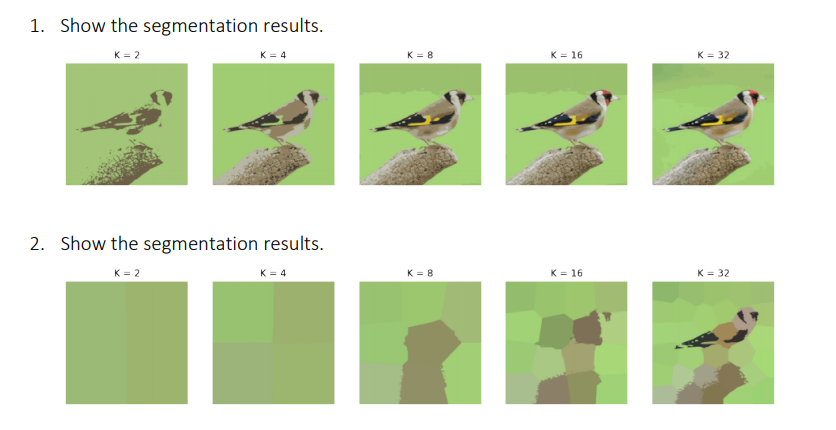 1. Show the segmentation results.
K = 2 K = 4 K = 8 K = 16 K = 32
2. Show the segmentation results.
K = 2 K = 4 K = 8 K = 16 K = 32